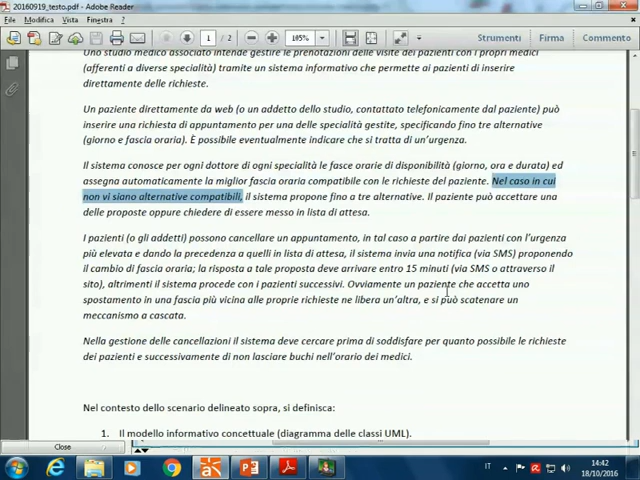 20160919_testo.pdf - Adobe Reader
File Modifica Vista Finestra ?
1 / 2 105% Strumenti Firma Commento
Uno studio medico associato intende gestire le prenotazioni delle visite dei pazienti con i propri medici
(afferenti a diverse specialità) tramite un sistema informativo che permette ai pazienti di inserire
direttamente delle richieste.
Un paziente direttamente da web (o un addetto dello studio, contattato telefonicamente dal paziente) può
inserire una richiesta di appuntamento per una delle specialità gestite, specificando fino tre alternative
(giorno e fascia oraria). È possibile eventualmente indicare che si tratta di un'urgenza.
Il sistema conosce per ogni dottore di ogni specialità le fasce orarie di disponibilità (giorno, ora e durata) ed
assegna automaticamente la miglior fascia oraria compatibile con le richieste del paziente. Nel caso in cui
non vi siano alternative compatibili, il sistema propone fino a tre alternative. Il paziente può accettare una
delle proposte oppure chiedere di essere messo in lista di attesa.
I pazienti (o gli addetti) possono cancellare un appuntamento, in tal caso a partire dai pazienti con l'urgenza
più elevata e dando la precedenza a quelli in lista di attesa, il sistema invia una notifica (via SMS) proponendo
il cambio di fascia oraria; la risposta a tale proposta deve arrivare entro 15 minuti (via SMS o attraverso il
sito), altrimenti il sistema procede con i pazienti successivi. Ovviamente un paziente che accetta uno
spostamento in una fascia più vicina alle proprie richieste ne libera un'altra, e si può scatenare un
meccanismo a cascata.
Nella gestione delle cancellazioni il sistema deve cercare prima di soddisfare per quanto possibile le richieste
dei pazienti e successivamente di non lasciare buchi nell'orario dei medici.
Nel contesto dello scenario delineato sopra, si definisca:
1. Il modello informativo concettuale (diagramma delle classi UML).
Close
IT 14:42
18/10/2016